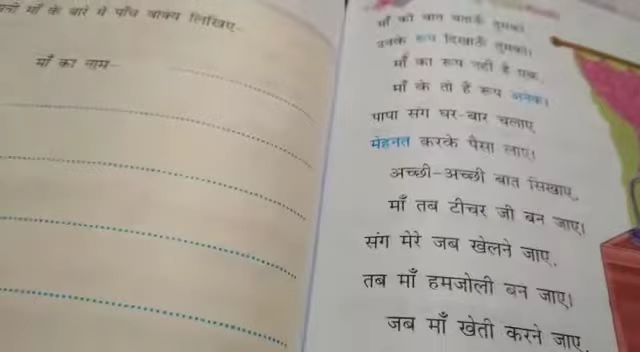 माँ के बारे में पाँच वाक्य लिखिए-
माँ का नाम-
माँ की बात बताऊँ तुमको।
उनके रूप दिखाऊँ तुमको।
माँ का रूप नहीं है एक,
माँ के तो हैं रूप अनेक।
पापा संग घर-बार चलाए
मेहनत करके पैसा लाए।
अच्छी-अच्छी बात सिखाए,
माँ तब टीचर जी बन जाए।
संग मेरे जब खेलने जाए,
तब माँ हमजोली बन जाए।
जब माँ खेती करने जाए,